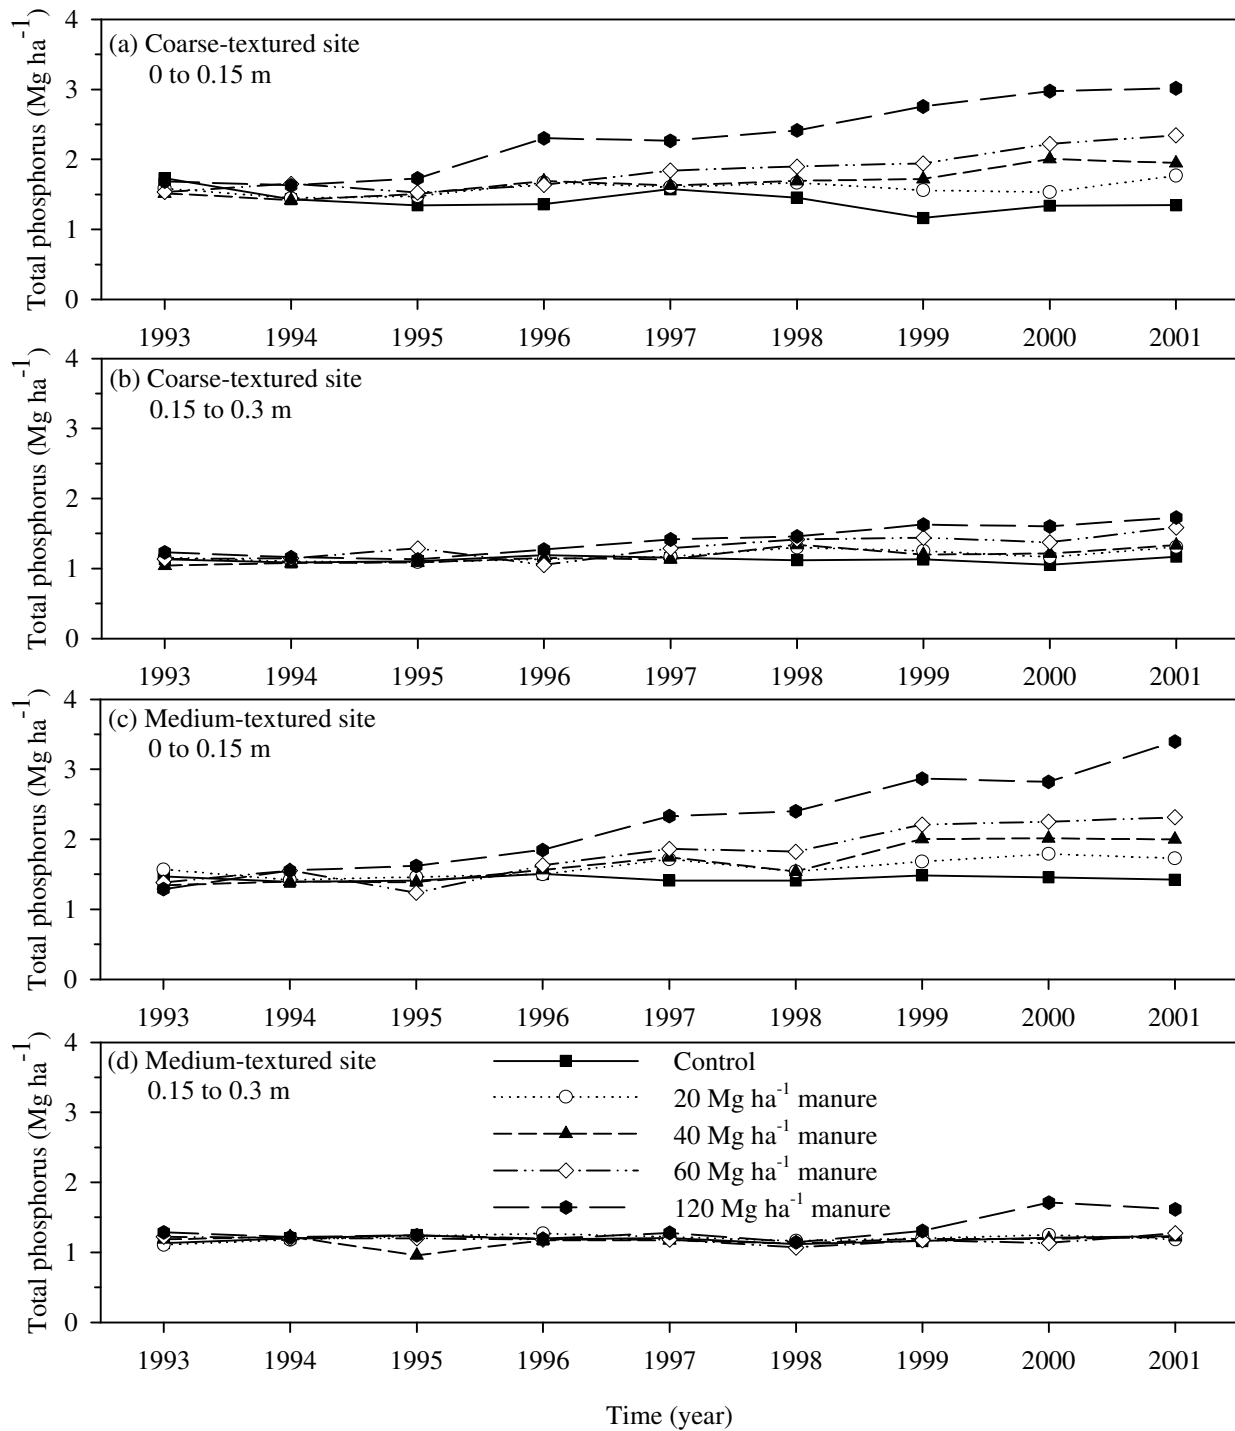 (a) Coarse-textured site
0 to 0.15 m
Total phosphorus (Mg ha⁻¹)
4
3
2
1
0
1993 1994 1995 1996 1997 1998 1999 2000 2001
(b) Coarse-textured site
0.15 to 0.3 m
Total phosphorus (Mg ha⁻¹)
4
3
2
1
0
1993 1994 1995 1996 1997 1998 1999 2000 2001
(c) Medium-textured site
0 to 0.15 m
Total phosphorus (Mg ha⁻¹)
4
3
2
1
0
1993 1994 1995 1996 1997 1998 1999 2000 2001
(d) Medium-textured site
0.15 to 0.3 m
Total phosphorus (Mg ha⁻¹)
4
3
2
1
0
Control
20 Mg ha⁻¹ manure
40 Mg ha⁻¹ manure
60 Mg ha⁻¹ manure
120 Mg ha⁻¹ manure
1993 1994 1995 1996 1997 1998 1999 2000 2001
Time (year)